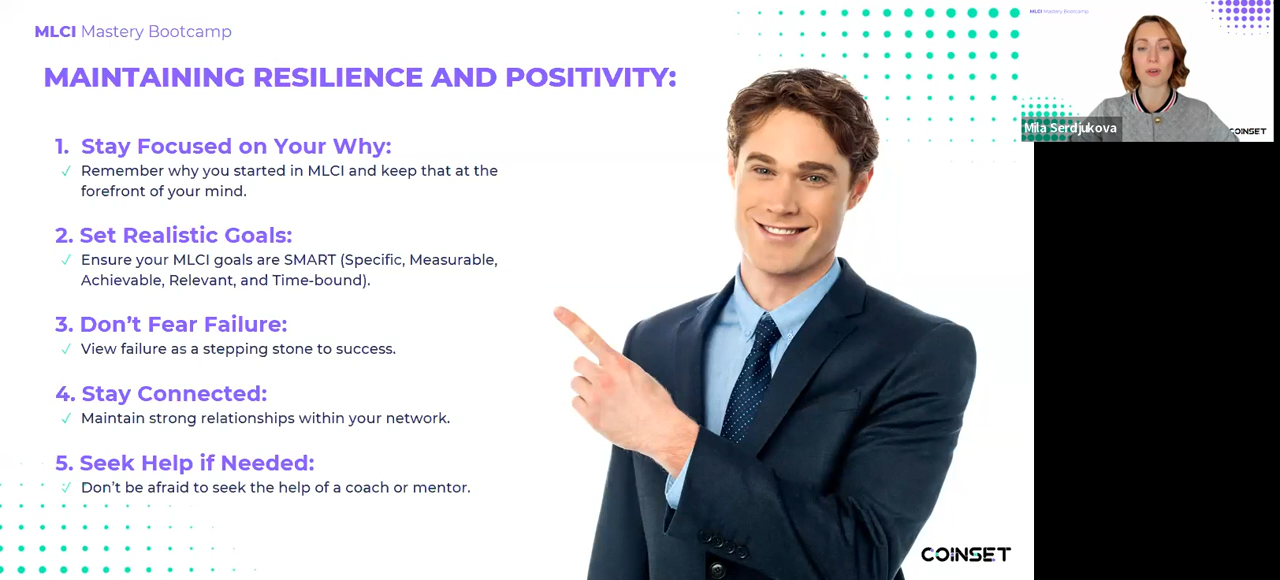 MLCI Mastery Bootcamp
MAINTAINING RESILIENCE AND POSITIVITY:
1. Stay Focused on Your Why:
✓ Remember why you started in MLCI and keep that at the
forefront of your mind.
2. Set Realistic Goals:
✓ Ensure your MLCI goals are SMART (Specific, Measurable,
Achievable, Relevant, and Time-bound).
3. Don’t Fear Failure:
✓ View failure as a stepping stone to success.
4. Stay Connected:
✓ Maintain strong relationships within your network.
5. Seek Help if Needed:
✓ Don’t be afraid to seek the help of a coach or mentor.
COINSET
MLCI Mastery Bootcamp
Mila Serdjukova
COINSET